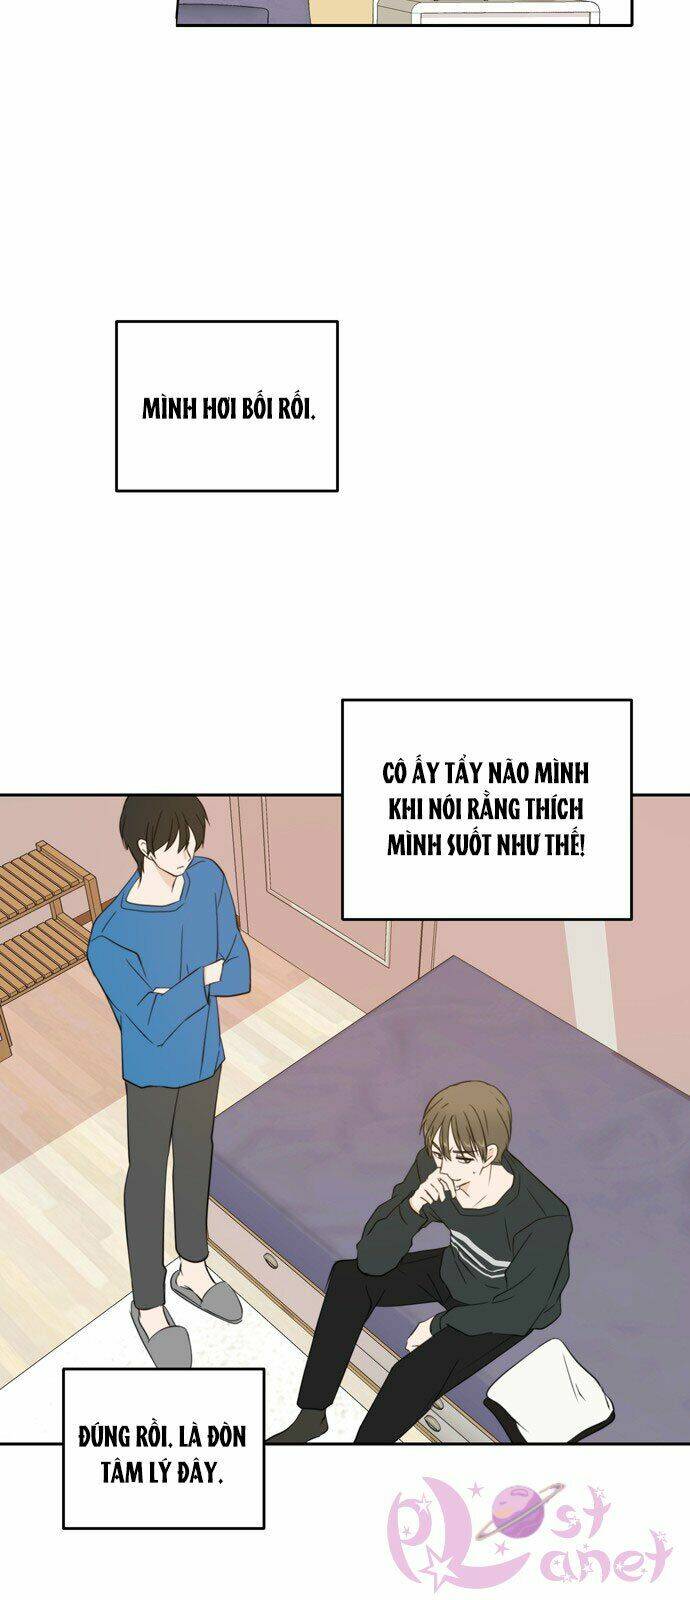 MÌNH HƠI BỐI RỐI.
CÔ ẤY TẨY NÃO MÌNH
KHI NÓI RẰNG THÍCH
MÌNH SUỐT NHƯ THẾ!
ĐÚNG RỒI. LÀ ĐÒN
TÂM LÝ ĐÂY.
Lost
Planet